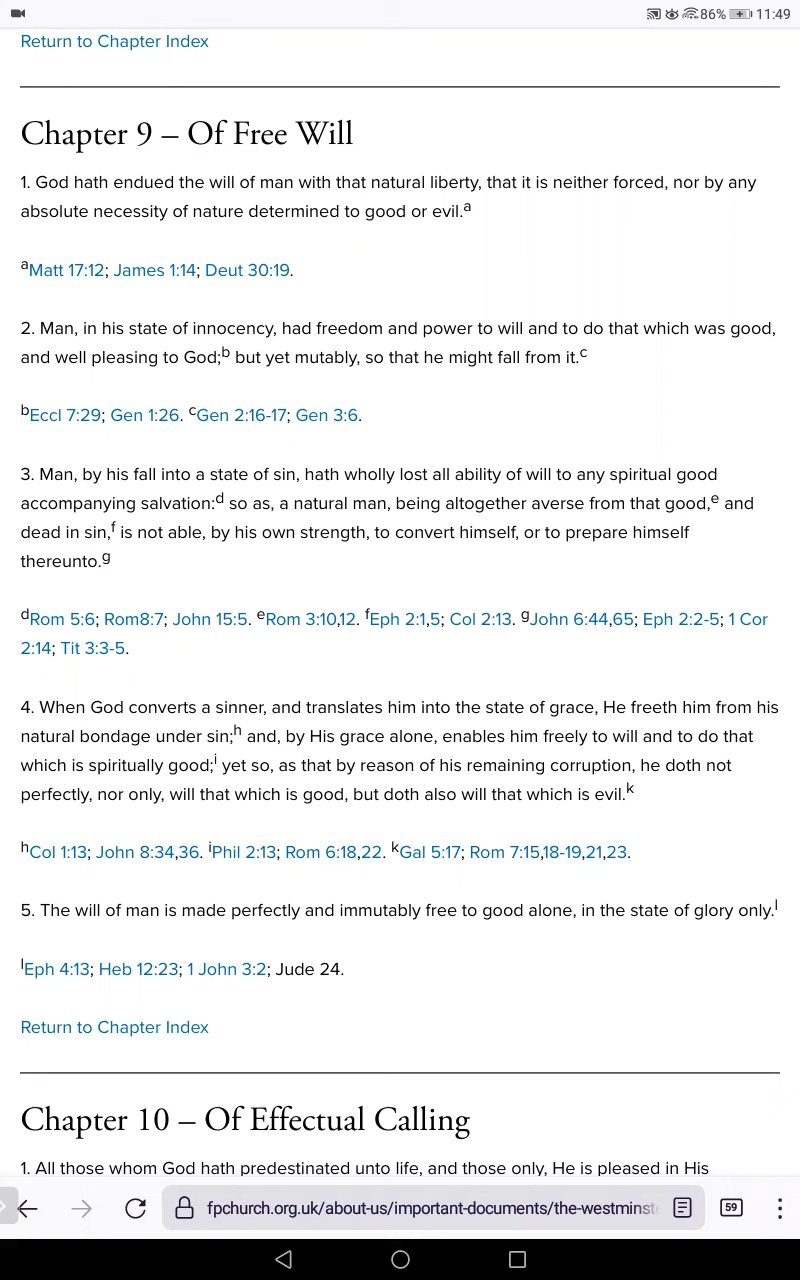 86% 11:49
Return to Chapter Index
Chapter 9 – Of Free Will
1. God hath endued the will of man with that natural liberty, that it is neither forced, nor by any
absolute necessity of nature determined to good or evil.a
aMatt 17:12; James 1:14; Deut 30:19.
2. Man, in his state of innocency, had freedom and power to will and to do that which was good,
and well pleasing to God;b but yet mutably, so that he might fall from it.c
bEccl 7:29; Gen 1:26. cGen 2:16-17; Gen 3:6.
3. Man, by his fall into a state of sin, hath wholly lost all ability of will to any spiritual good
accompanying salvation:d so as, a natural man, being altogether averse from that good,e and
dead in sin,f is not able, by his own strength, to convert himself, or to prepare himself
thereunto.g
dRom 5:6; Rom8:7; John 15:5. eRom 3:10,12. fEph 2:1,5; Col 2:13. gJohn 6:44,65; Eph 2:2-5; 1 Cor
2:14; Tit 3:3-5.
4. When God converts a sinner, and translates him into the state of grace, He freeth him from his
natural bondage under sin;h and, by His grace alone, enables him freely to will and to do that
which is spiritually good;i yet so, as that by reason of his remaining corruption, he doth not
perfectly, nor only, will that which is good, but doth also will that which is evil.k
hCol 1:13; John 8:34,36. iPhil 2:13; Rom 6:18,22. kGal 5:17; Rom 7:15,18-19,21,23.
5. The will of man is made perfectly and immutably free to good alone, in the state of glory only.l
lEph 4:13; Heb 12:23; 1 John 3:2; Jude 24.
Return to Chapter Index
Chapter 10 – Of Effectual Calling
1. All those whom God hath predestinated unto life, and those only, He is pleased in His
fpchurch.org.uk/about-us/important-documents/the-westminst
59